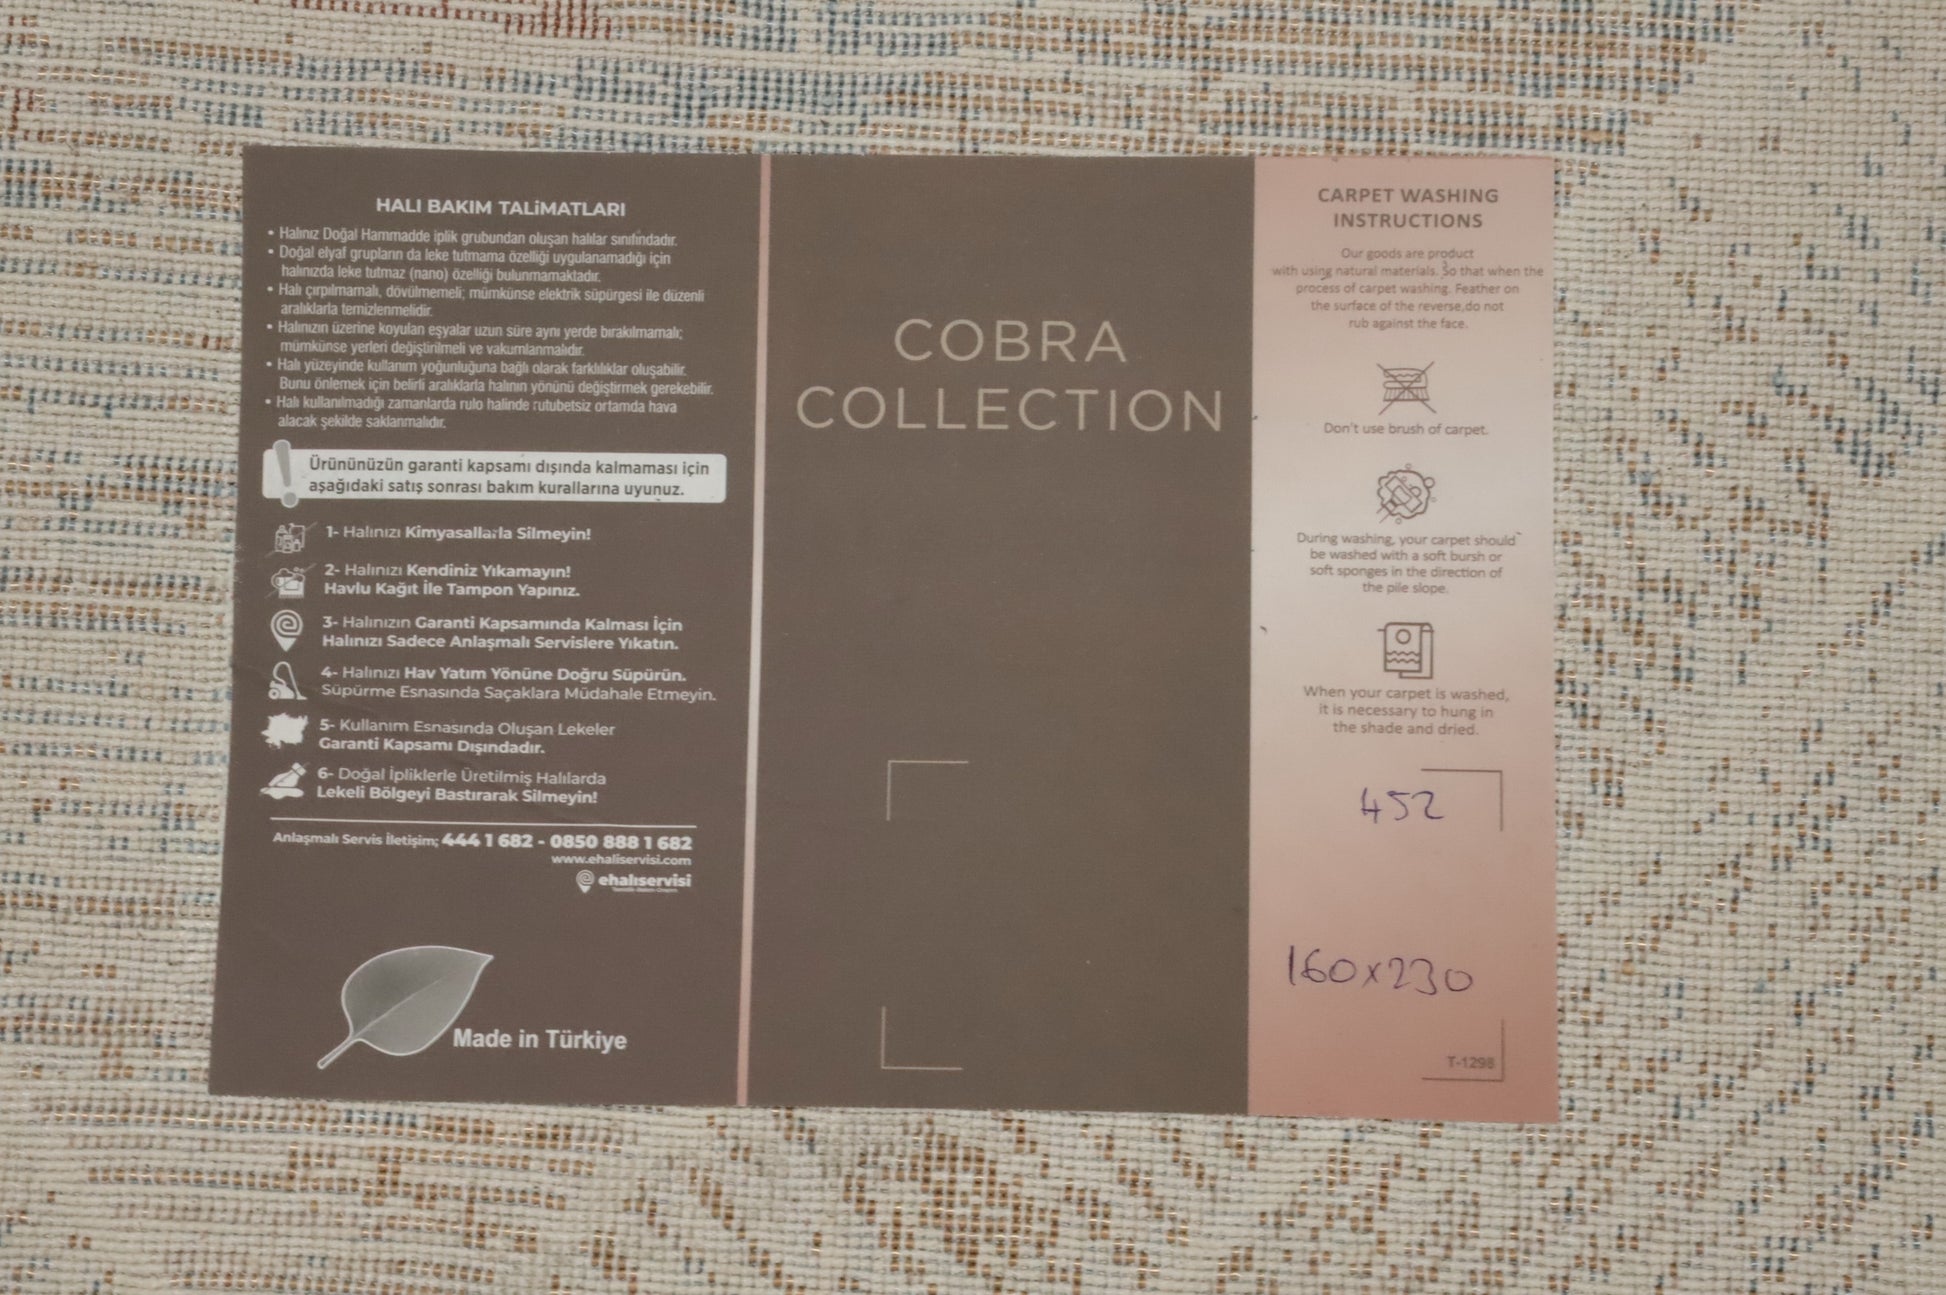 HALI BAKIM TALİMATLARI
• Halınız Doğal Hammadde iplik grubundan oluşan halılar sınıfındadır.
• Doğal elyaf grupların da leke tutmama özelliği uygulanamadığı için
halınızda leke tutmaz (nano) özelliği bulunmamaktadır.
• Halı çırpılmamalı, dövülmemeli; mümkünse elektrik süpürgesi ile düzenli
aralıklarla temizlenmelidir.
• Halınızın üzerine koyulan eşyalar uzun süre aynı yerde bırakılmamalı;
mümkünse yerleri değiştirilmeli ve vakumlanmalıdır.
• Halı yüzeyinde kullanım yoğunluğuna bağlı olarak farklılıklar oluşabilir.
Bunu önlemek için belirli aralıklarla halının yönünü değiştirmek gerekebilir.
• Halı kullanılmadığı zamanlarda rulo halinde rutubetsiz ortamda hava
alacak şekilde saklanmalıdır.
Ürününüzün garanti kapsamı dışında kalmaması için
aşağıdaki satış sonrası bakım kurallarına uyunuz.
1- Halınızı Kimyasallarla Silmeyin!
2- Halınızı Kendiniz Yıkamayın!
Havlu Kağıt İle Tampon Yapınız.
3- Halınızın Garanti Kapsamında Kalması İçin
Halınızı Sadece Anlaşmalı Servislere Yıkatın.
4- Halınızı Hav Yatım Yönüne Doğru Süpürün.
Süpürme Esnasında Saçaklara Müdahale Etmeyin.
5- Kullanım Esnasında Oluşan Lekeler
Garanti Kapsamı Dışındadır.
6- Doğal İpliklerle Üretilmiş Halılarda
Lekeli Bölgeyi Bastırarak Silmeyin!
Anlaşmalı Servis İletişim; 444 1 682 - 0850 888 1 682
www.ehaliservisi.com
ehalıservisi
Made in Türkiye
COBRA
COLLECTION
CARPET WASHING
INSTRUCTIONS
Our goods are product
with using natural materials. So that when the
process of carpet washing. Feather on
the surface of the reverse,do not
rub against the face.
Don't use brush of carpet.
During washing, your carpet should
be washed with a soft bursh or
soft sponges in the direction of
the pile slope.
When your carpet is washed,
it is necessary to hung in
the shade and dried.
452
160x230
T-1298